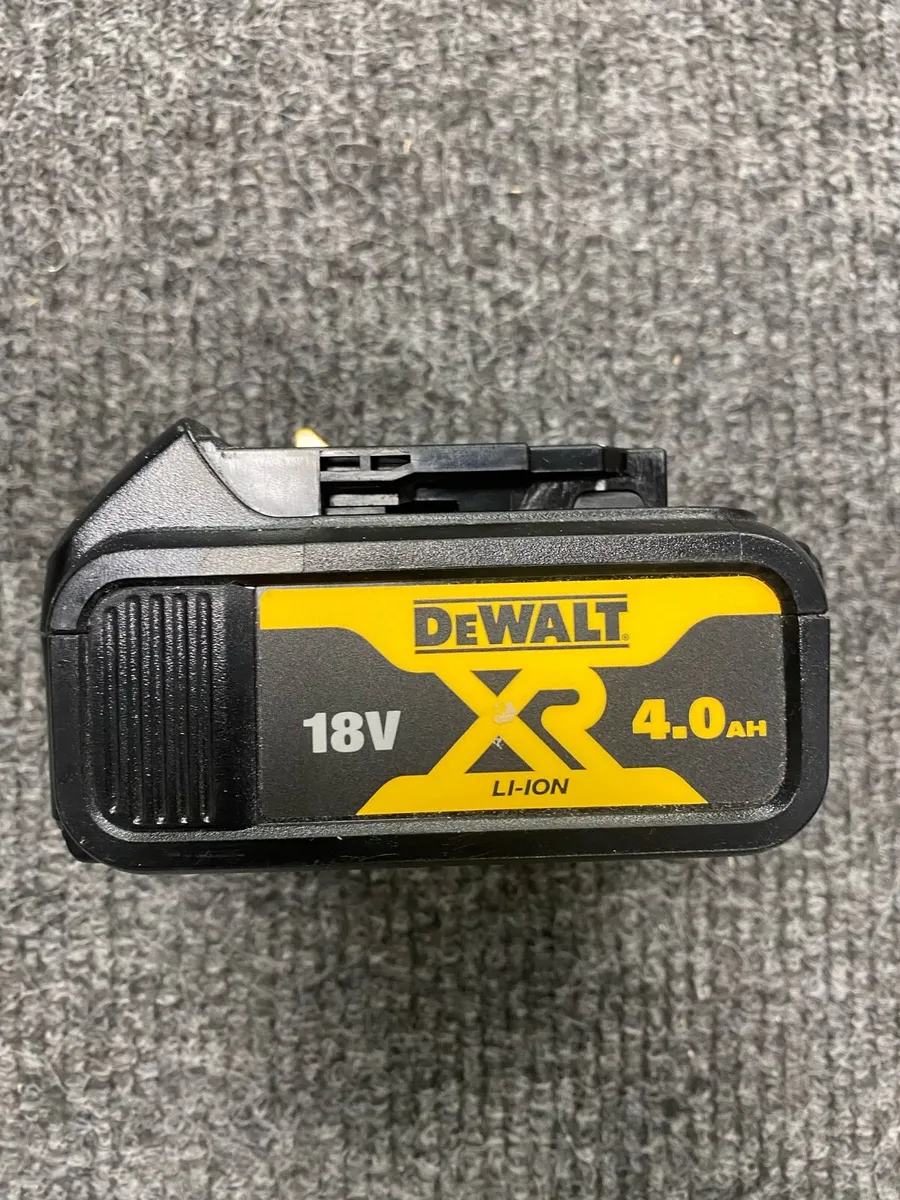 DEWALT®
XR
18V
4.0AH
LI-ION